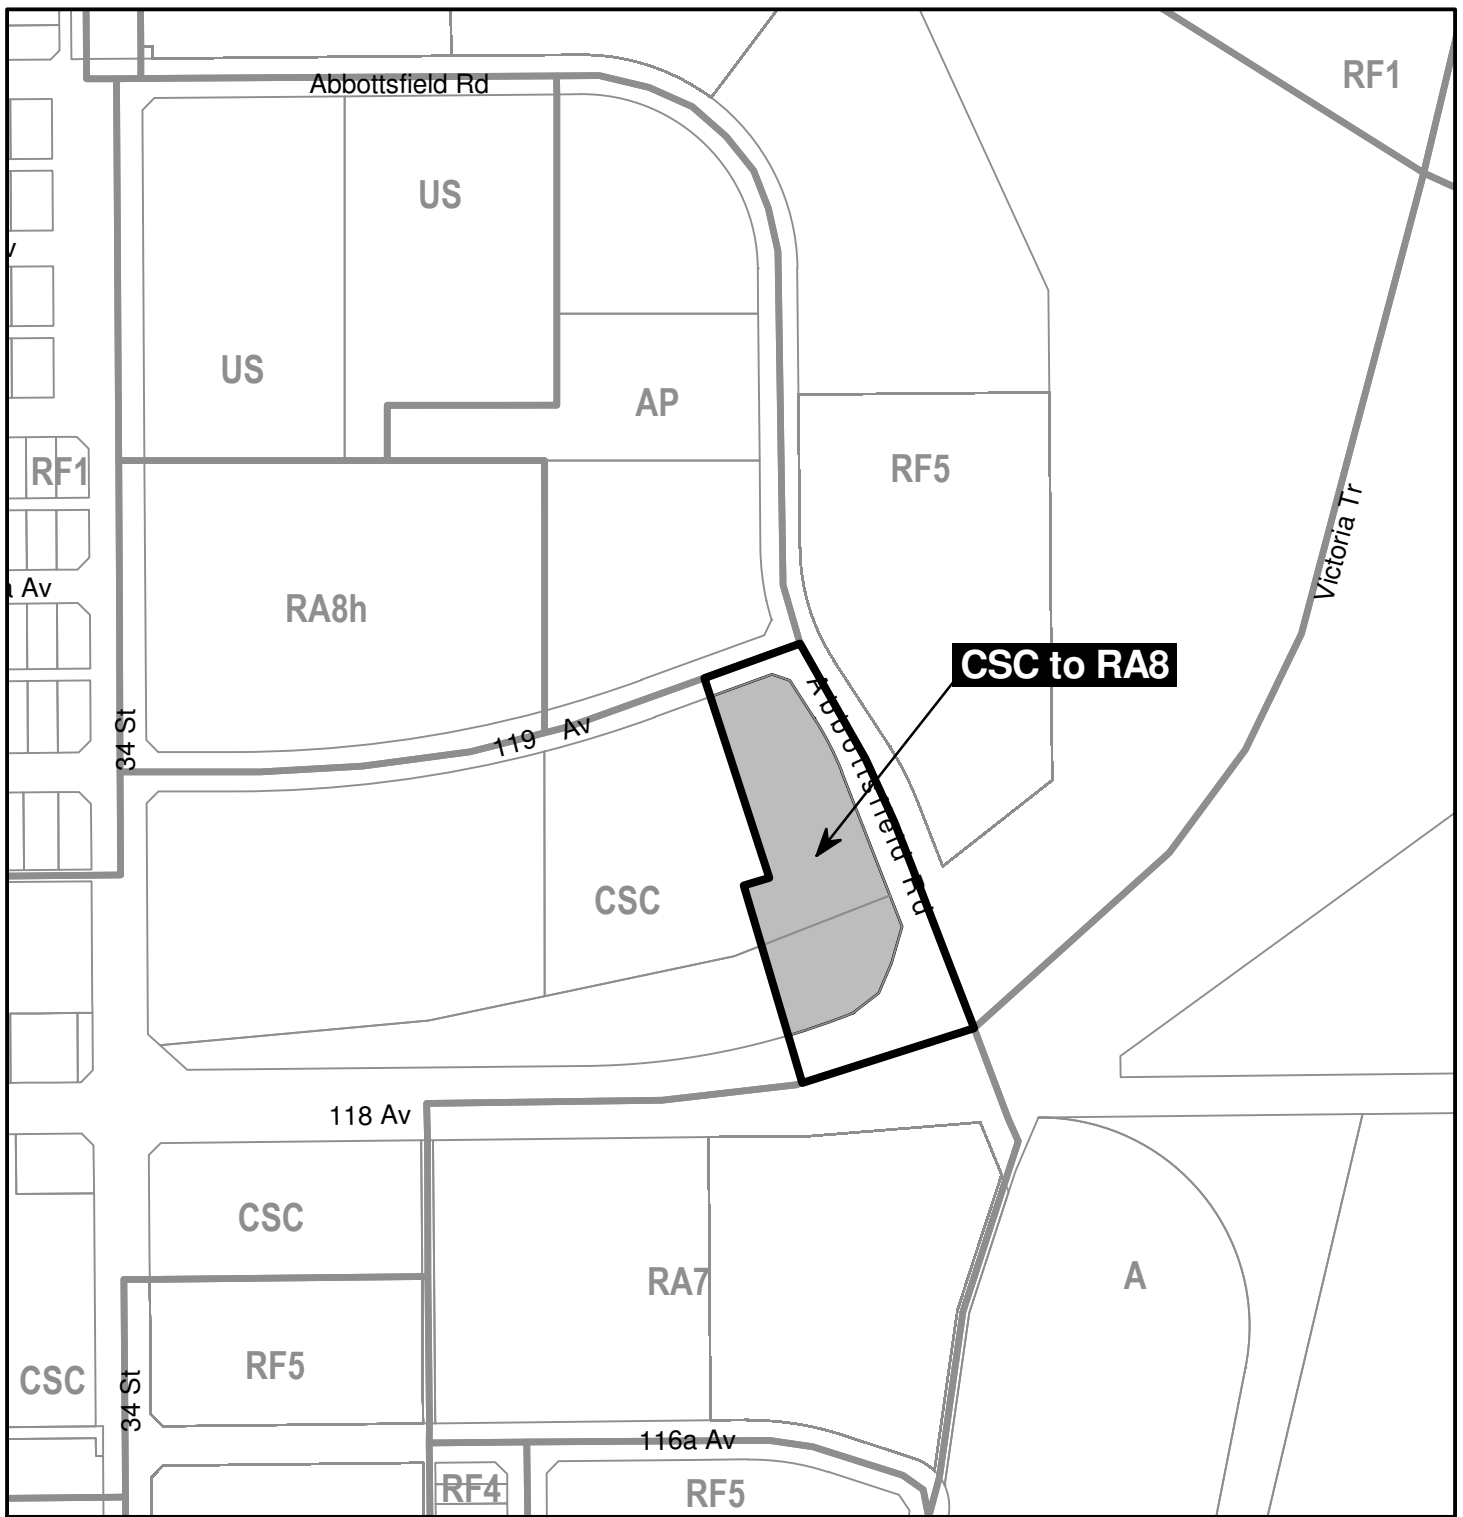 RF1
Abbottsfield Rd
US
v
US
AP
RF5
RF1
Victoria Tr
Av
RA8h
CSC to RA8
Abbottsfield Rd
34 St
119 Av
CSC
118 Av
CSC
RA7
A
RF5
CSC
34 St
116a Av
RF4
RF5